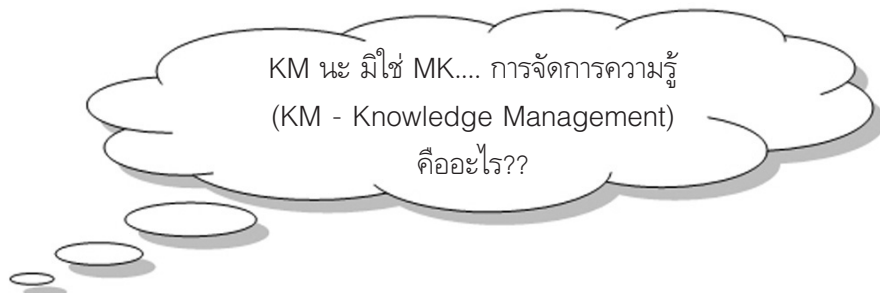 KM นะ มิใช่ MK.... การจัดการความรู้
(KM - Knowledge Management)
คืออะไร??